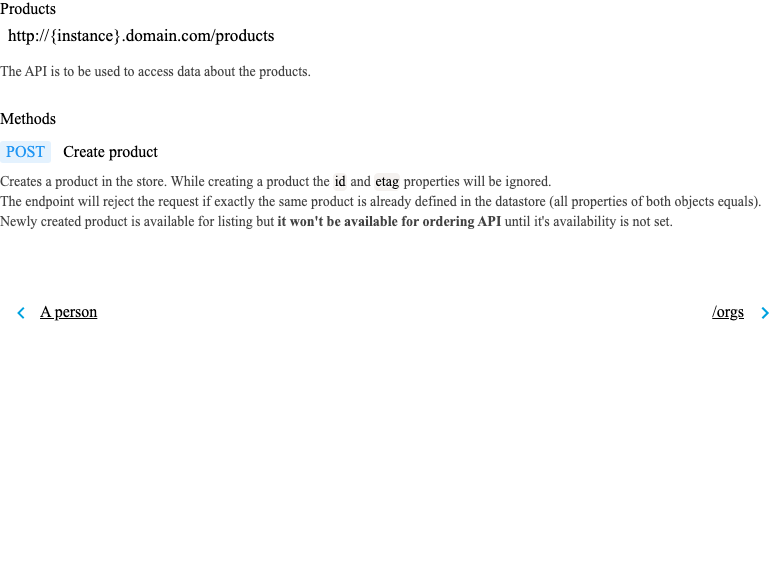 Products
http://{instance}.domain.com/products
The API is to be used to access data about the products.
Methods
POST Create product
Creates a product in the store. While creating a product the id and etag properties will be ignored.
The endpoint will reject the request if exactly the same product is already defined in the datastore (all properties of both objects equals).
Newly created product is available for listing but it won't be available for ordering API until it's availability is not set.
A person /orgs